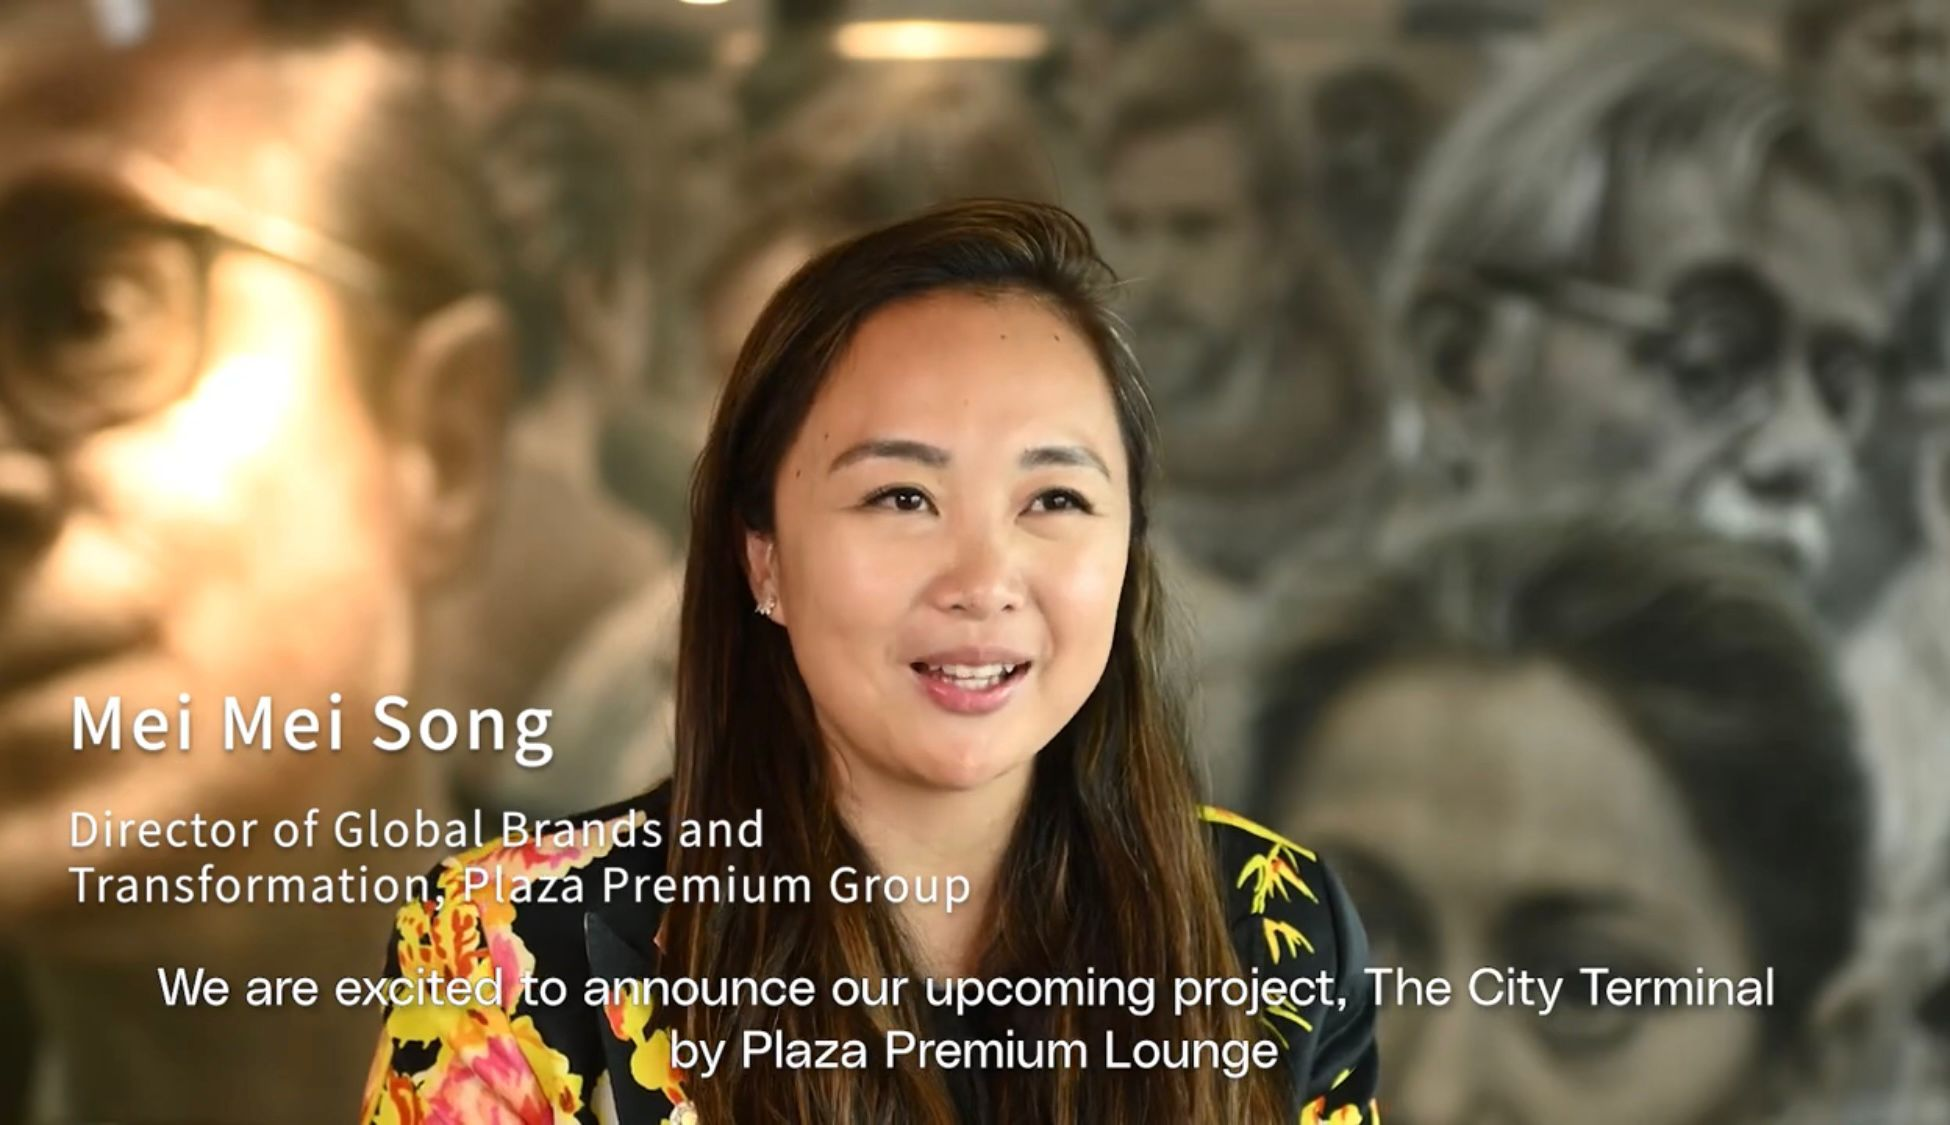 Mei Mei Song
Director of Global Brands and
Transformation, Plaza Premium Group
We are excited to announce our upcoming project, The City Terminal
by Plaza Premium Lounge